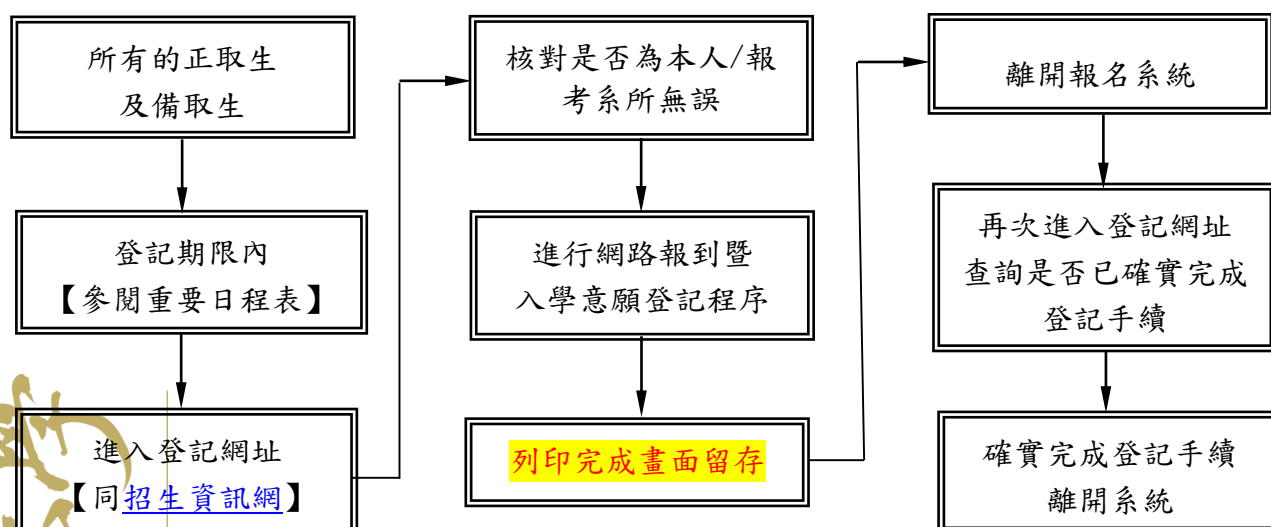 所有的正取生
及備取生
登記期限內
【參閱重要日程表】
進入登記網址
【同招生資訊網】
核對是否為本人/報
考系所無誤
進行網路報到暨
入學意願登記程序
列印完成畫面留存
離開報名系統
再次進入登記網址
查詢是否已確實完成
登記手續
確實完成登記手續
離開系統